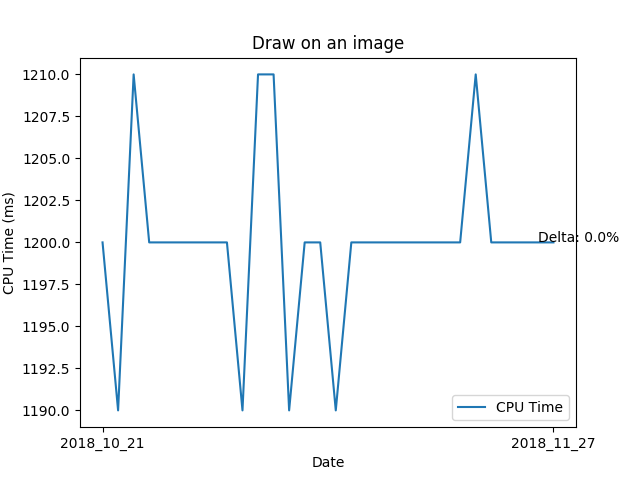 Draw on an image
CPU Time (ms)
1210.0
1207.5
1205.0
1202.5
1200.0
1197.5
1195.0
1192.5
1190.0
Delta: 0.0%
CPU Time
2018_10_21
2018_11_27
Date